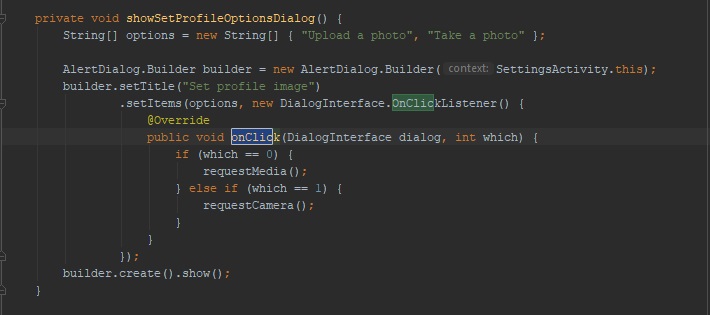 private void showSetProfileOptionsDialog() {
    String[] options = new String[] { "Upload a photo", "Take a photo" };

    AlertDialog.Builder builder = new AlertDialog.Builder( context: SettingsActivity.this);
    builder.setTitle("Set profile image")
            .setItems(options, new DialogInterface.OnClickListener() {
                @Override
                public void onClick(DialogInterface dialog, int which) {
                    if (which == 0) {
                        requestMedia();
                    } else if (which == 1) {
                        requestCamera();
                    }
                }
            });
    builder.create().show();
}